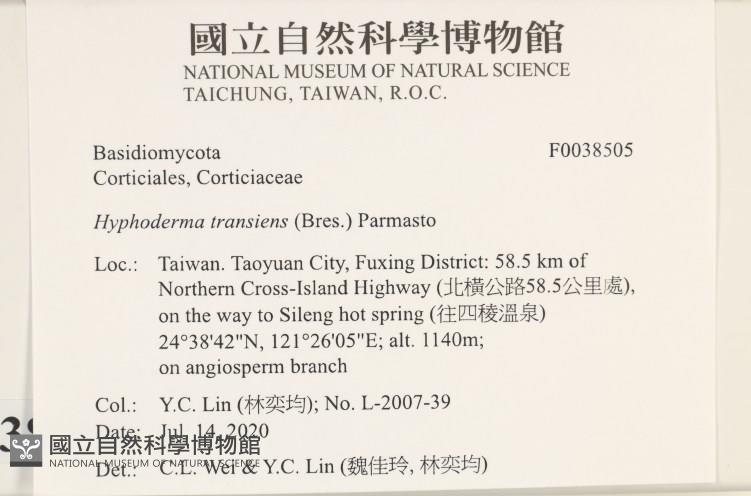 國立自然科學博物館
NATIONAL MUSEUM OF NATURAL SCIENCE
TAICHUNG, TAIWAN, R.O.C.
Basidiomycota F0038505
Corticiales, Corticiaceae
Hyphoderma transiens (Bres.) Parmasto
Loc.: Taiwan. Taoyuan City, Fuxing District: 58.5 km of
Northern Cross-Island Highway (北橫公路58.5公里處),
on the way to Sileng hot spring (往四稜溫泉)
24°38'42"N, 121°26'05"E; alt. 1140m;
on angiosperm branch
Col.: Y.C. Lin (林奕均); No. L-2007-39
Date: Jul. 14, 2020
國立自然科學博物館
NATIONAL MUSEUM OF NATURAL SCIENCE
Det.: C.L. Wei & Y.C. Lin (魏佳玲, 林奕均)